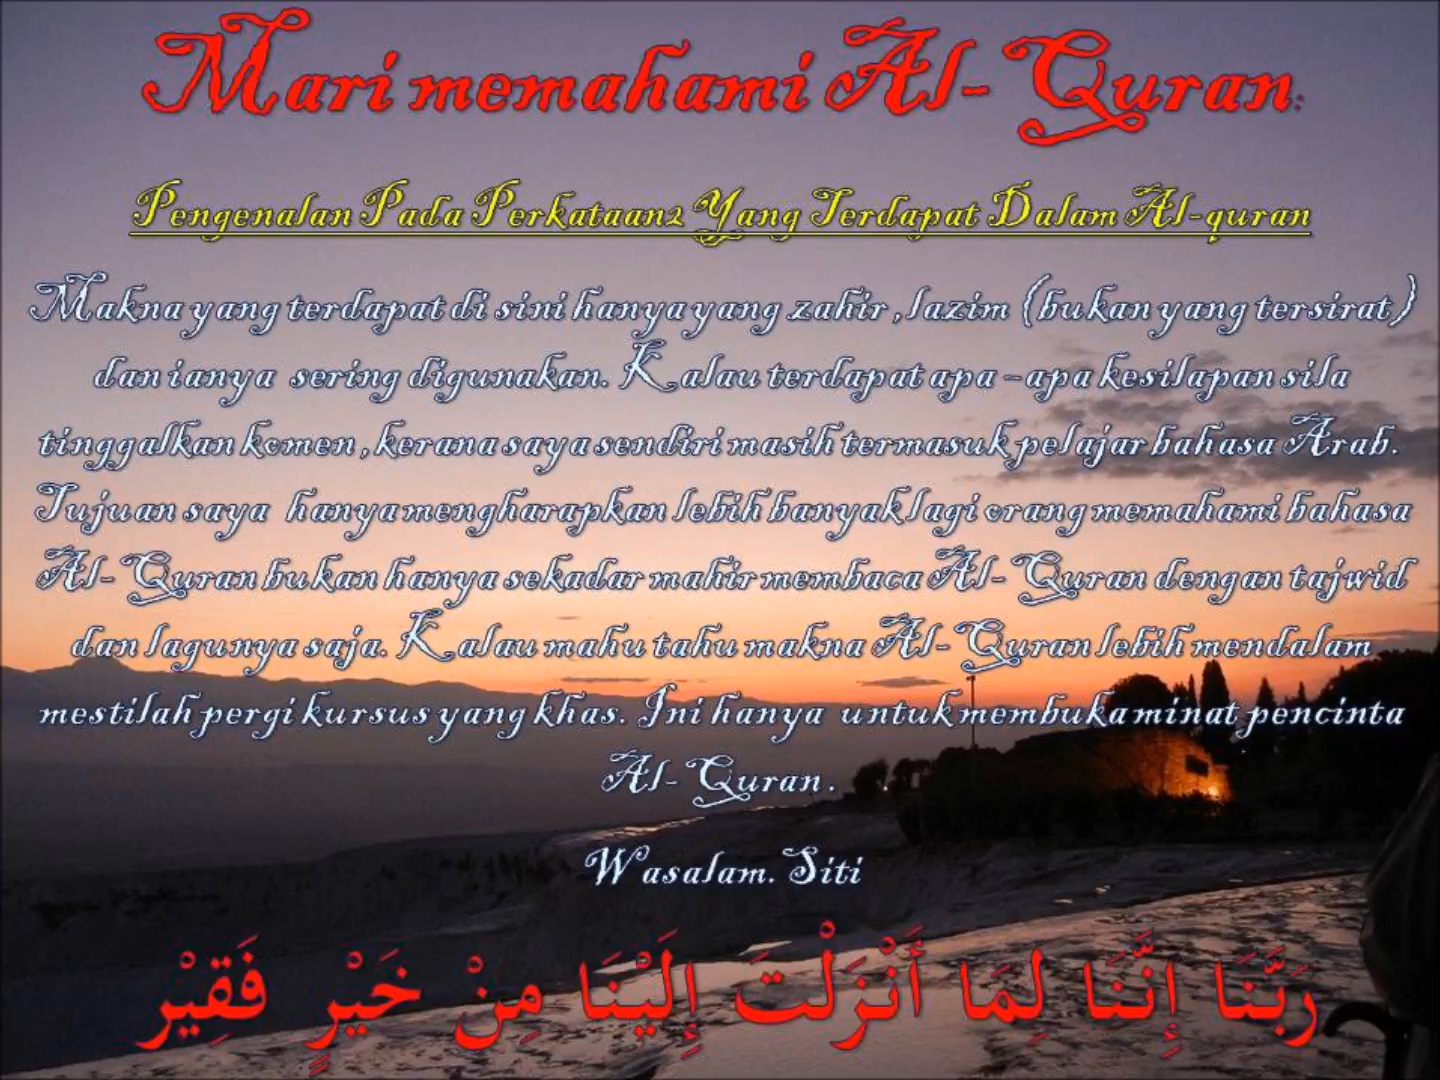 Mari memahami Al-Quran:
Pengenalan Pada Perkataan2 Yang Terdapat Dalam Al-quran
Makna yang terdapat di sini hanya yang zahir, lazim (bukan yang tersirat)
dan ianya sering digunakan. Kalau terdapat apa-apa kesilapan sila
tinggalkan komen, kerana saya sendiri masih termasuk pelajar bahasa Arab.
Tujuan saya hanya mengharapkan lebih banyak lagi orang memahami bahasa
Al-Quran bukan hanya sekadar mahir membaca Al-Quran dengan tajwid
dan lagunya saja. Kalau mahu tahu makna Al-Quran lebih mendalam
mestilah pergi kursus yang khas. Ini hanya untuk membuka minat pencinta
Al-Quran.
Wasalam. Siti
رَبَّنَا إِنَّنَا لِمَا أَنْزَلْتَ إِلَيْنَا مِنْ خَيْرٍ فَقِيْر